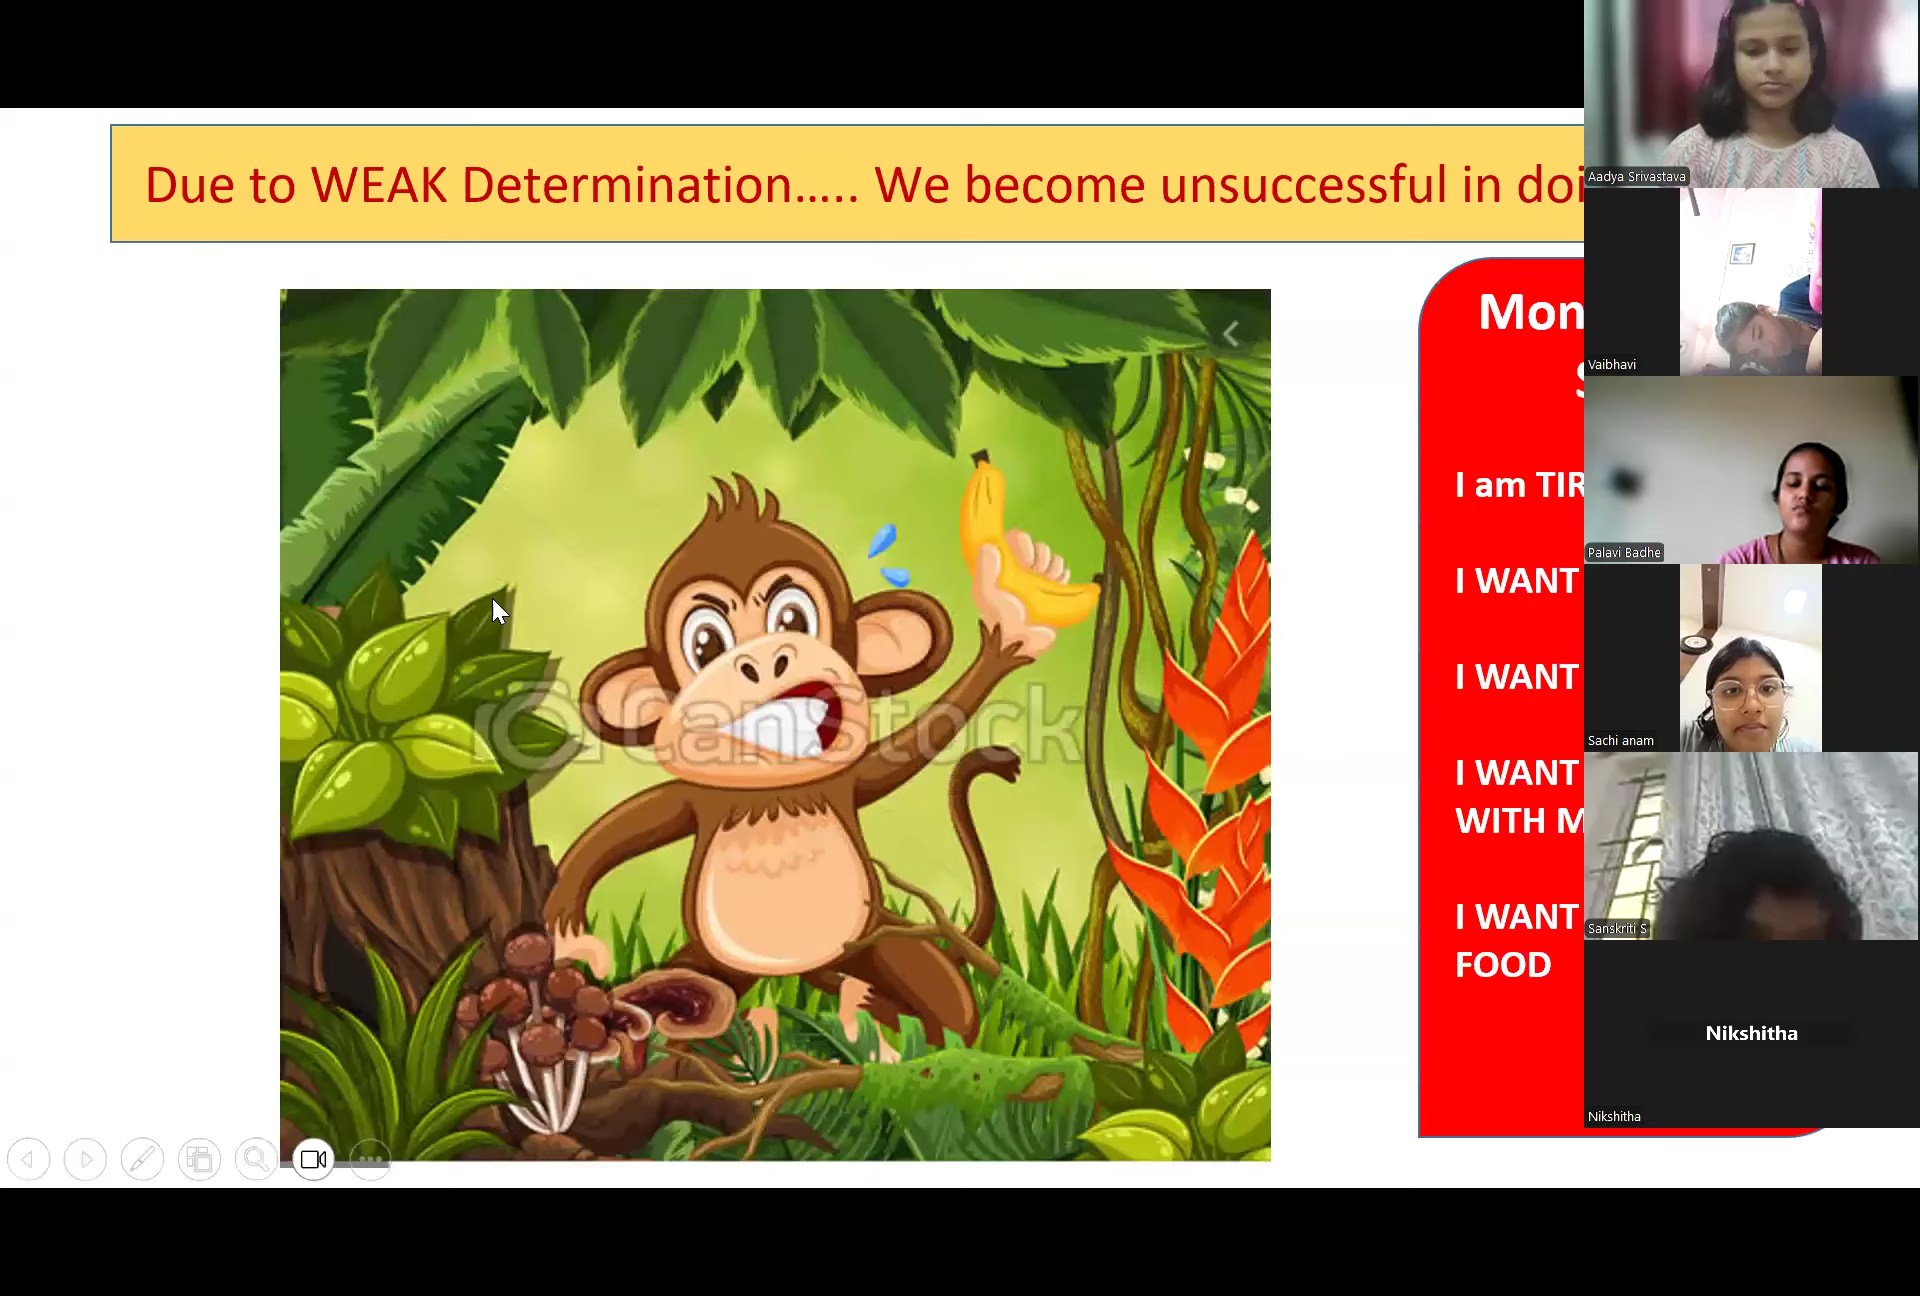 Due to WEAK Determination..... We become unsuccessful in doi
Mon
I am TIR
I WANT
I WANT
I WANT
WITH M
I WANT
FOOD
CanStock
Aadya Srivastava
Vaibhavi
Palavi Badhe
Sachi anam
Sanskriti S
Nikshitha
Nikshitha